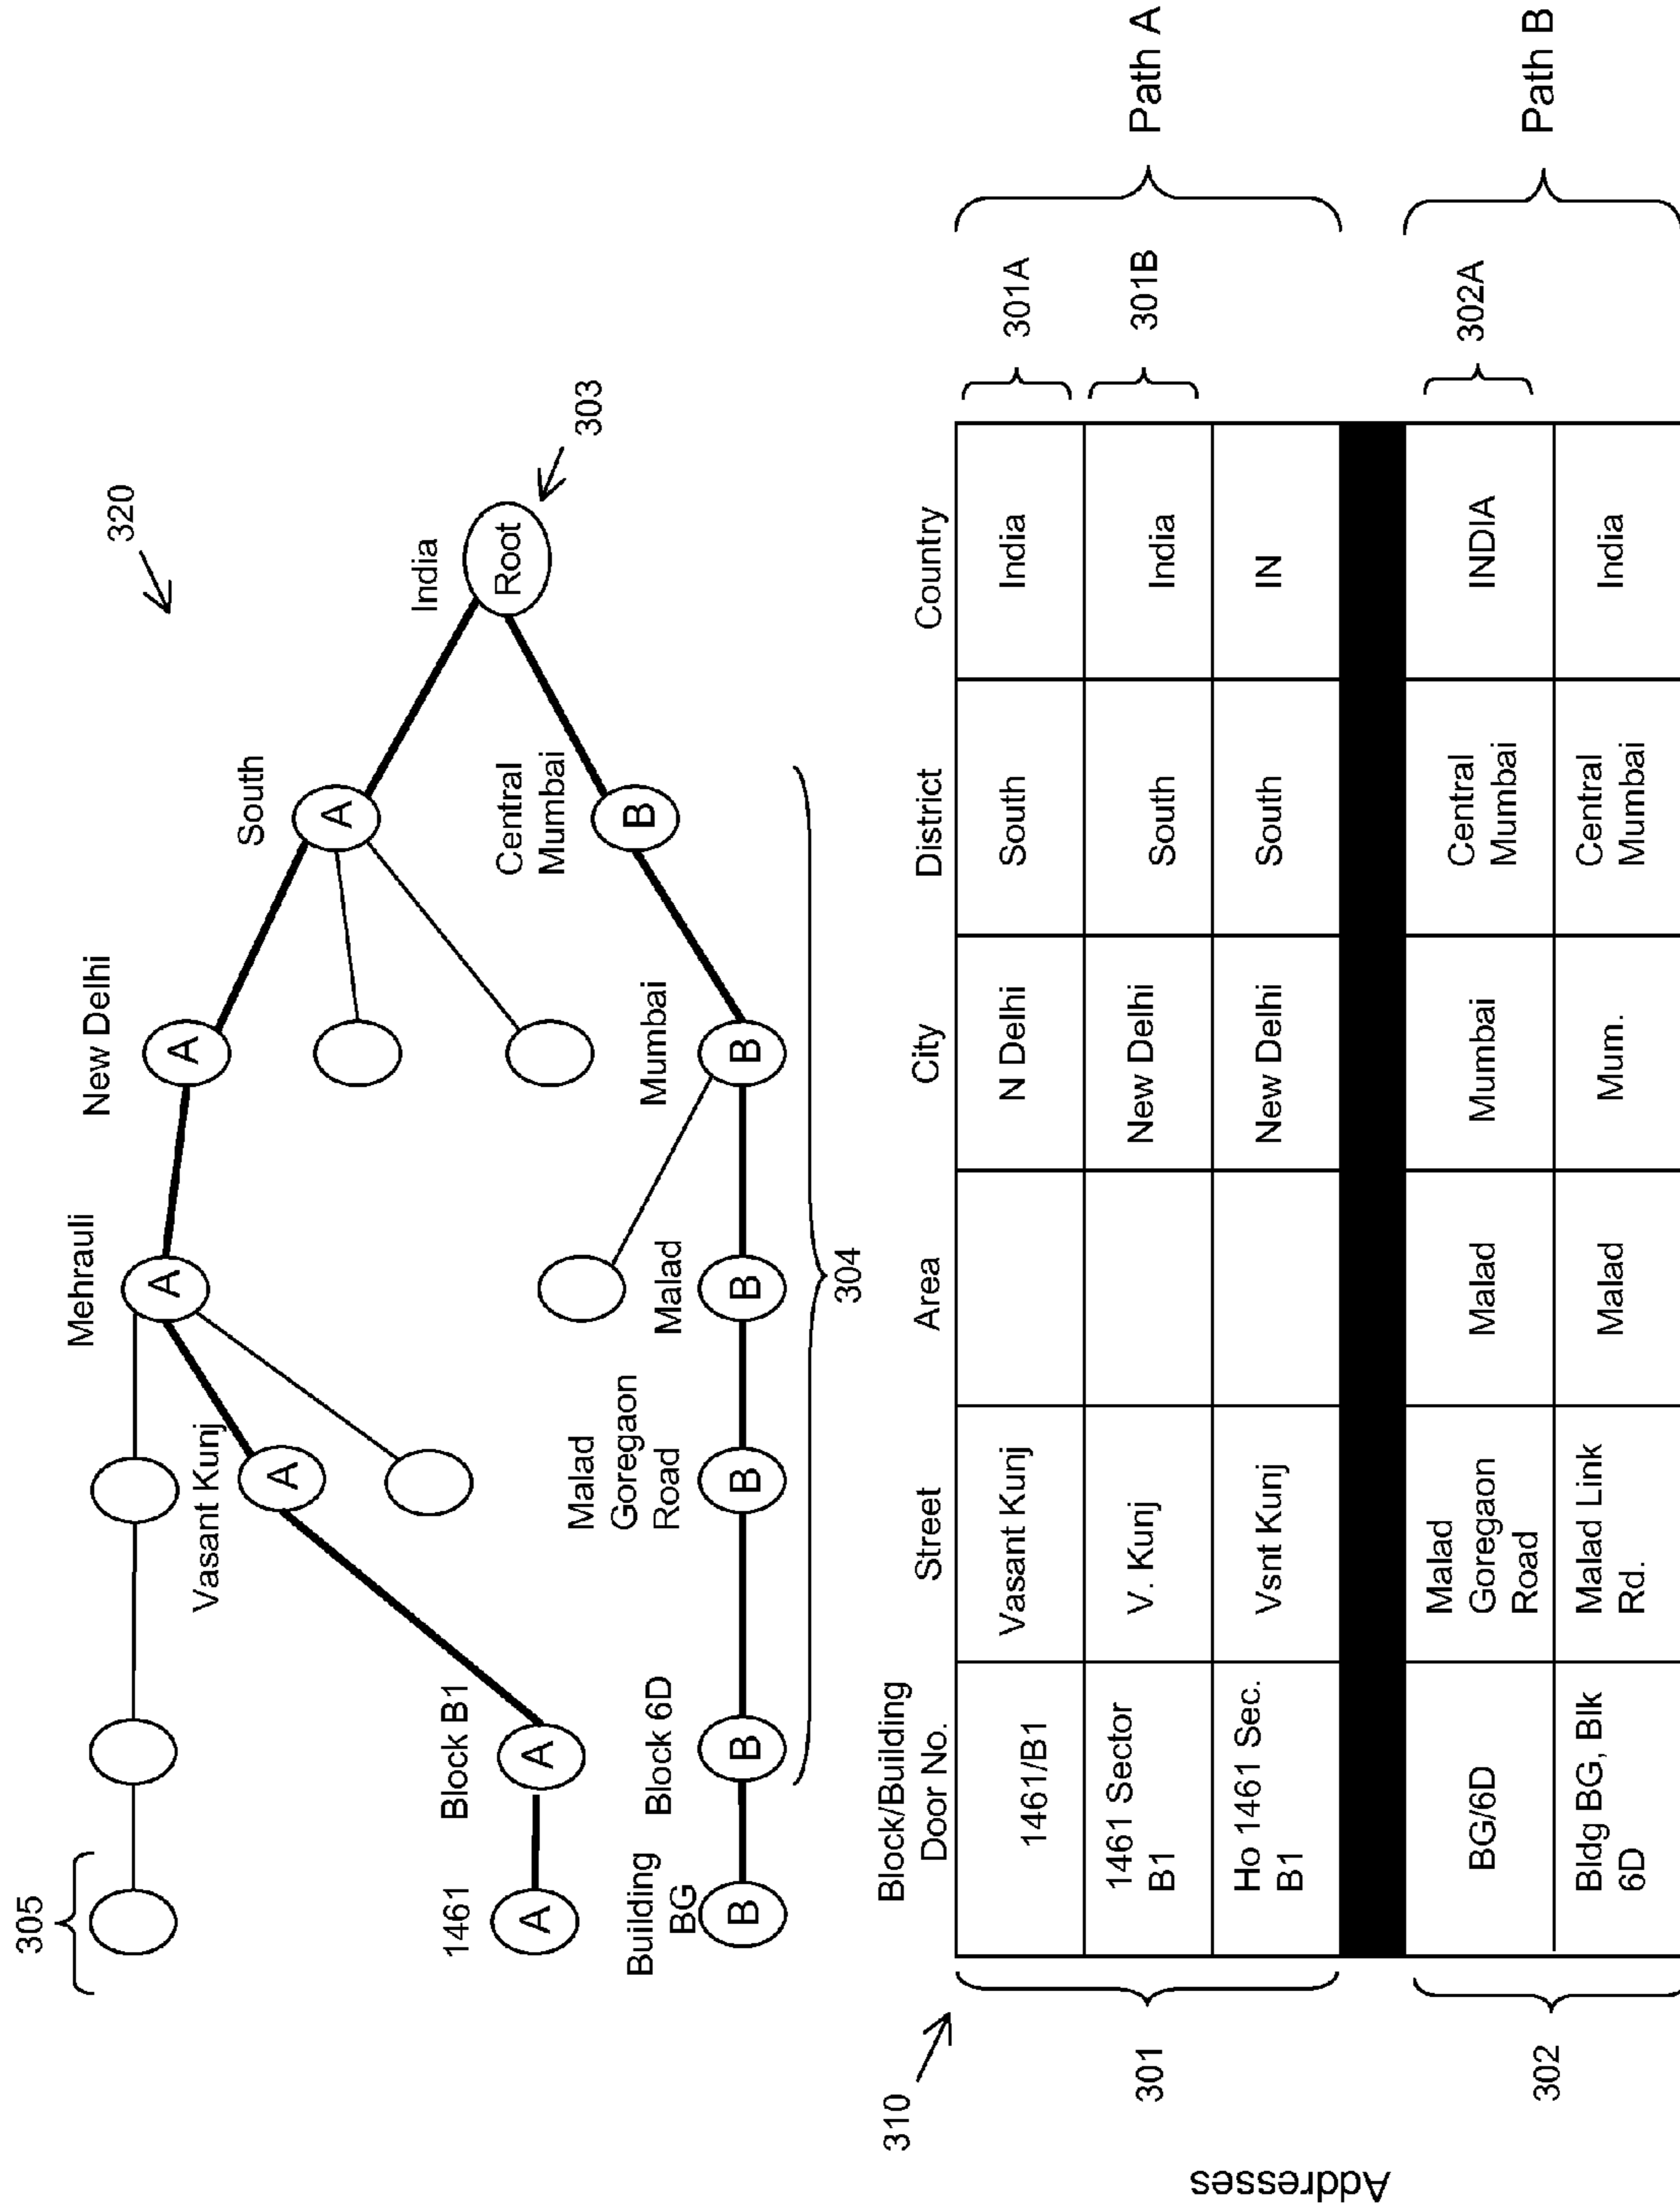 320
305
Mehrauli
New Delhi
South
India
Vasant Kunj
A
A
A
A
Root
303
1461
Block B1
A
A
Central
Mumbai
B
Building
BG
Block 6D
Malad
Goregaon
Road
Malad
Mumbai
B
B
B
B
B
304
310
Addresses
Block/Building
Door No.
Street
Area
City
District
Country
1461/B1
Vasant Kunj
N Delhi
South
India
301A
1461 Sector
B1
V. Kunj
New Delhi
South
India
301B
Ho 1461 Sec.
B1
Vsnt Kunj
New Delhi
South
IN
301
Path A
BG/6D
Malad
Goregaon
Road
Malad
Mumbai
Central
Mumbai
INDIA
302A
Bldg BG, Blk
6D
Malad Link
Rd.
Malad
Mum.
Central
Mumbai
India
302
Path B